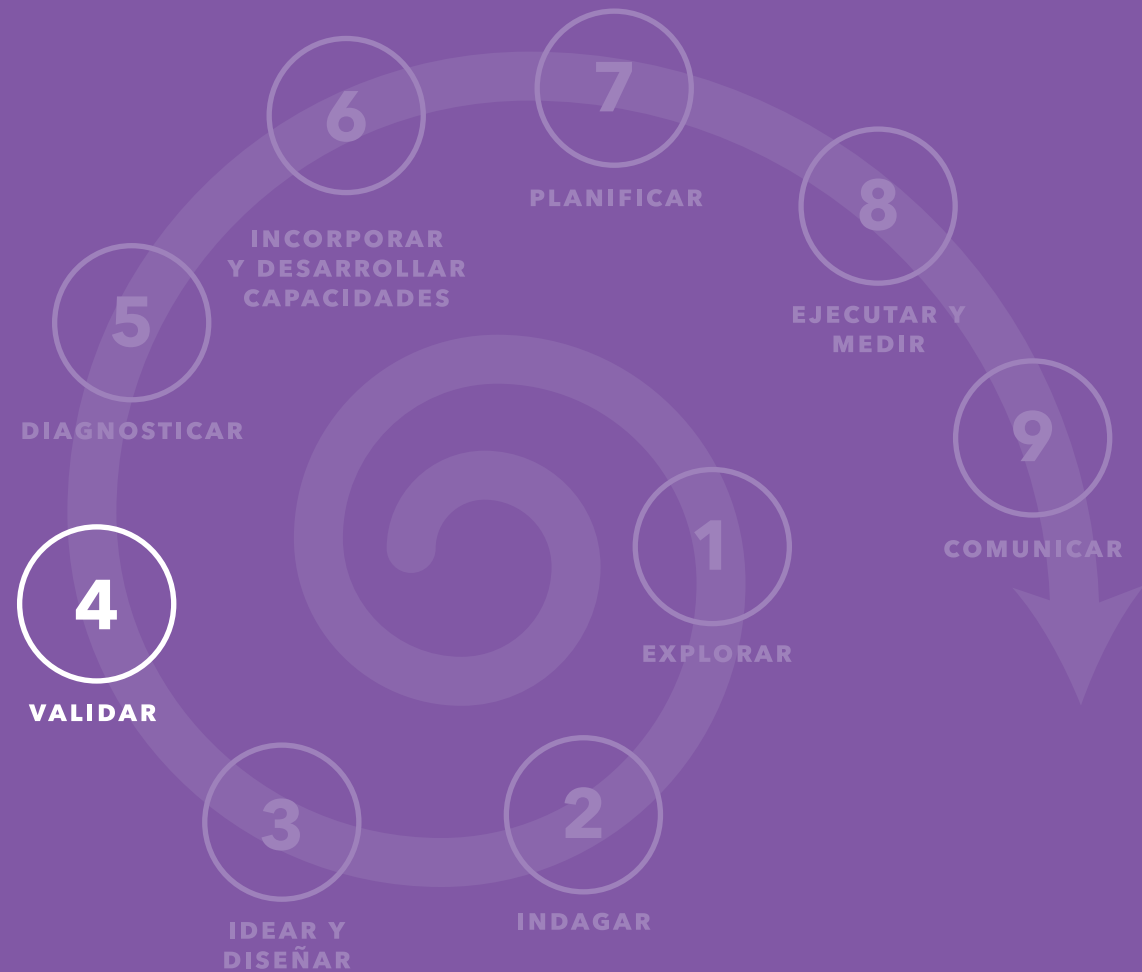 6
7
8
PLANIFICAR
INCORPORAR
Y DESARROLLAR
CAPACIDADES
5
EJECUTAR Y
MEDIR
9
DIAGNOSTICAR
1
COMUNICAR
4
EXPLORAR
VALIDAR
3
2
IDEAR Y
DISEÑAR
INDAGAR